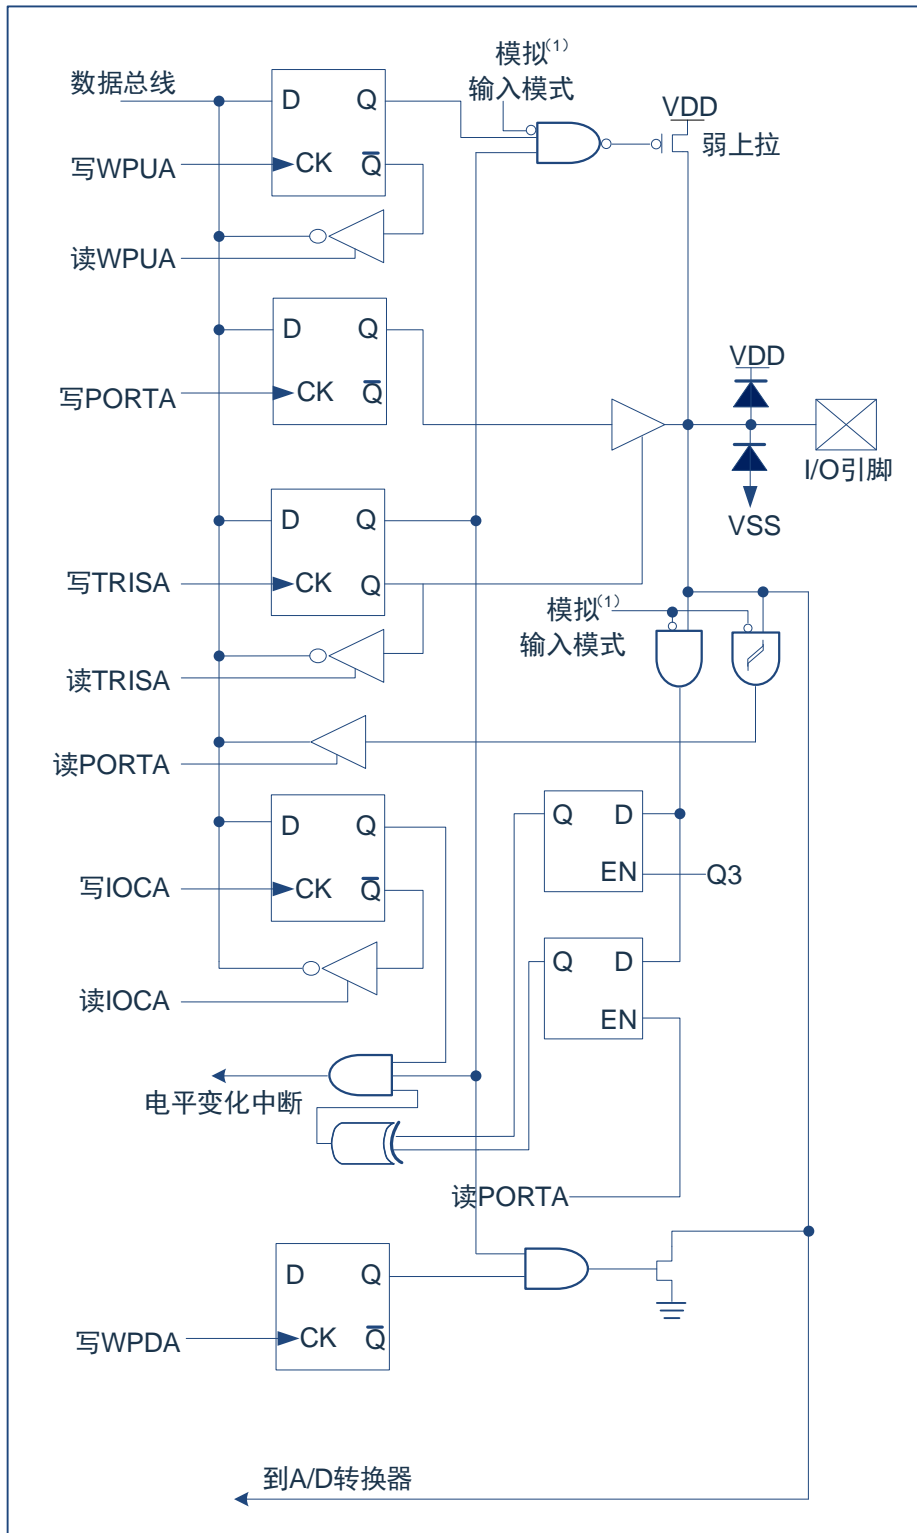 模拟(1)
输入模式
数据总线
D Q
VDD
弱上拉
写WPUA
CK Q̅
读WPUA
D Q
写PORTA
CK Q̅
VDD
I/O引脚
VSS
D Q
写TRISA
CK Q
模拟(1)
输入模式
读TRISA
读PORTA
D Q
Q D
写IOCA
CK Q̅
EN
Q3
Q D
读IOCA
EN
电平变化中断
读PORTA
D Q
写WPDA
CK Q̅
到A/D转换器